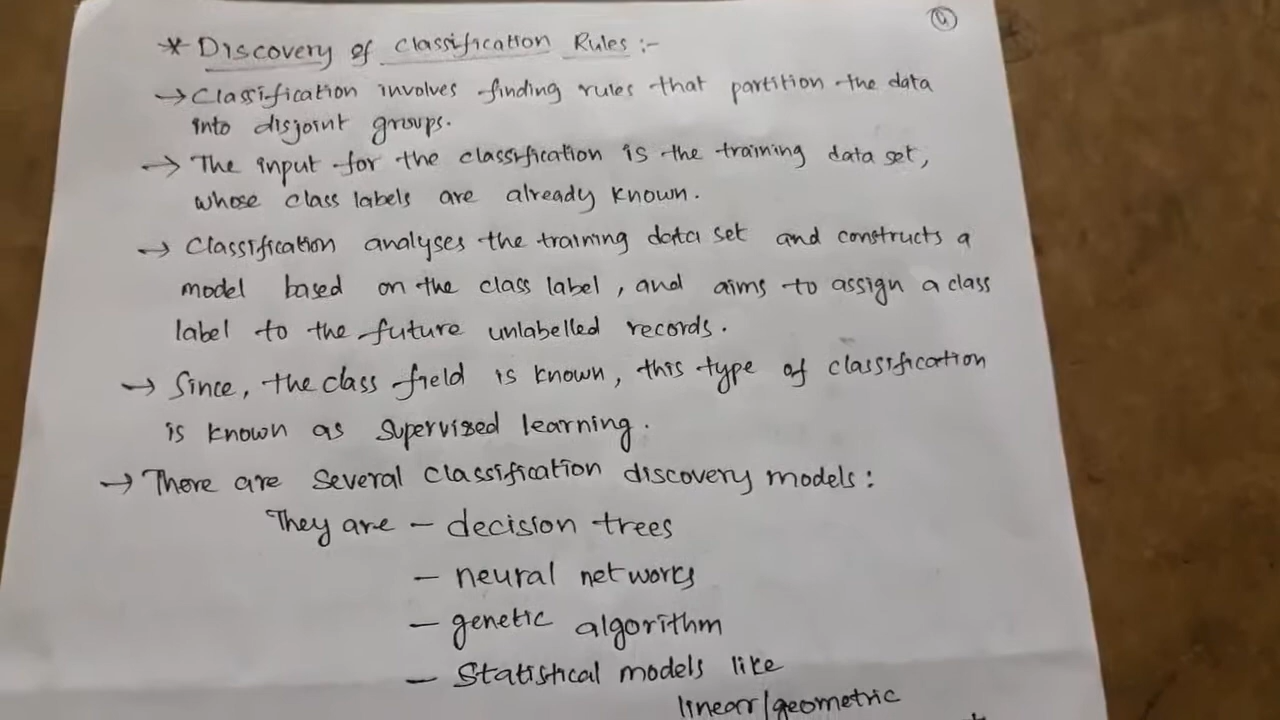 ④
* Discovery of Classification Rules :-
→ Classification involves finding rules that partition the data
into disjoint groups.
→ The input for the classification is the training data set,
whose class labels are already known.
→ Classification analyses the training data set and constructs a
model based on the class label, and aims to assign a class
label to the future unlabelled records.
→ Since, the class field is known, this type of classification
is known as supervised learning.
→ There are several classification discovery models:
They are - decision trees
- neural networks
- genetic algorithm
- Statistical models like
linear/geometric